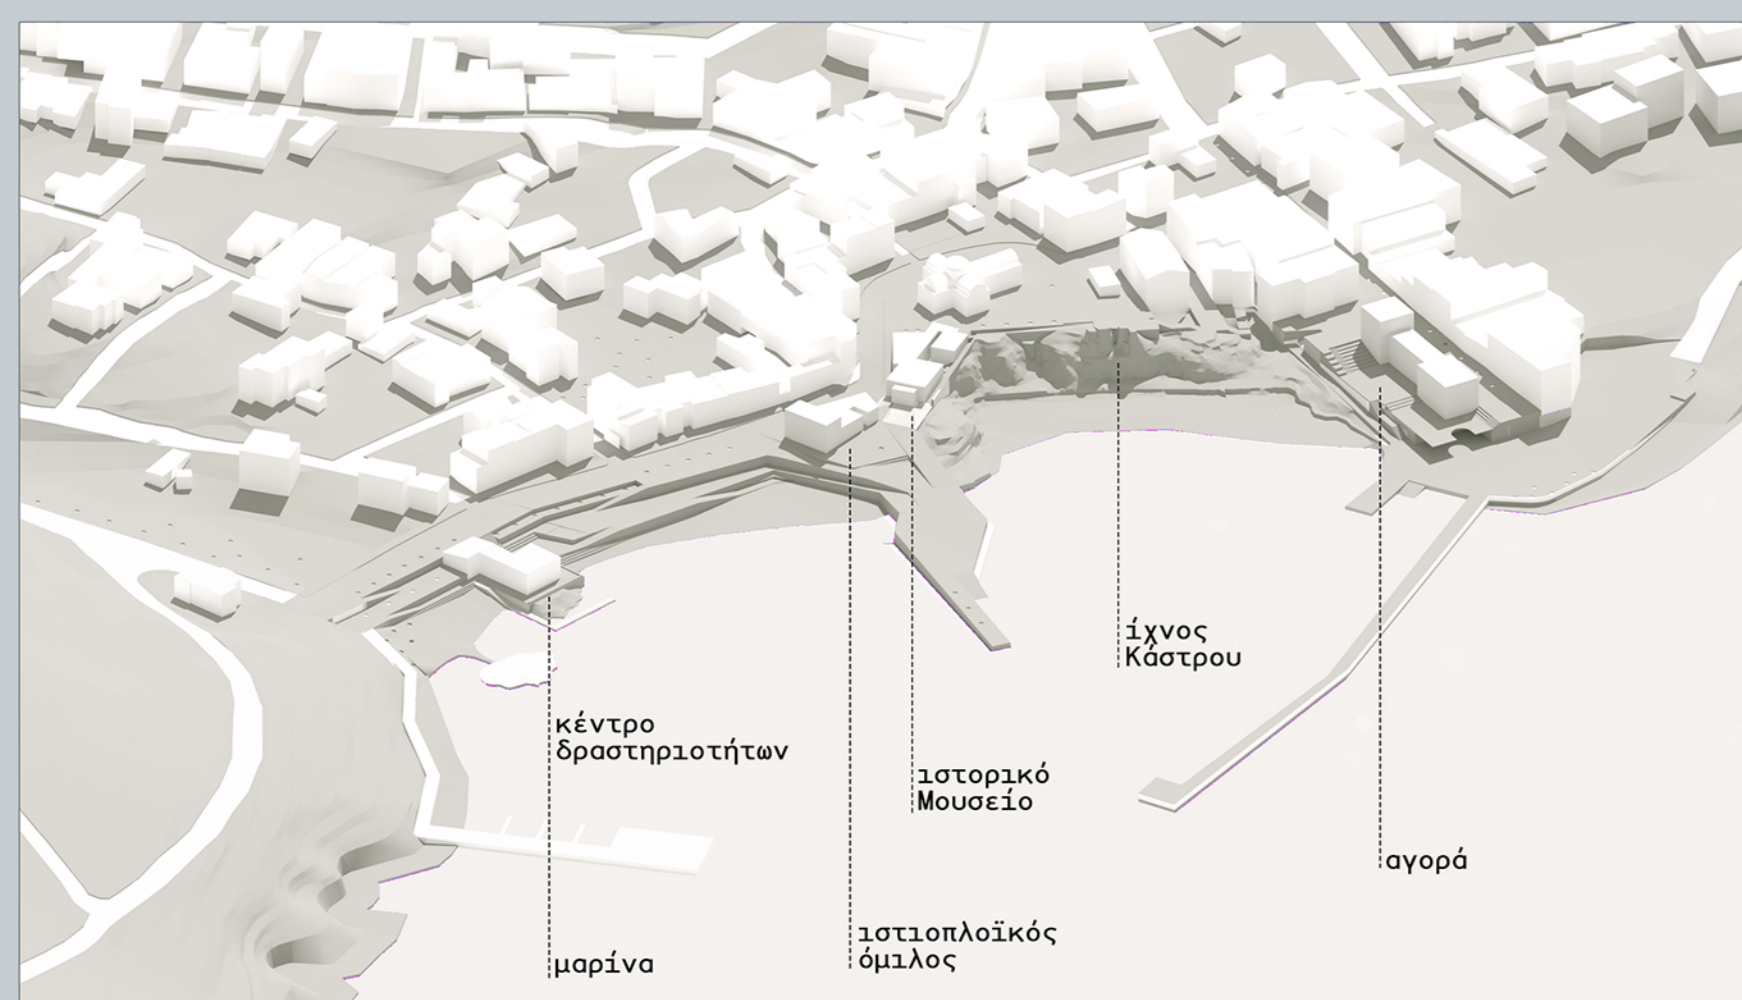 ίχνος
Κάστρου
κέντρο
δραστηριοτήτων
ιστορικό
Μουσείο
αγορά
ιστιοπλοϊκός
όμιλος
μαρίνα